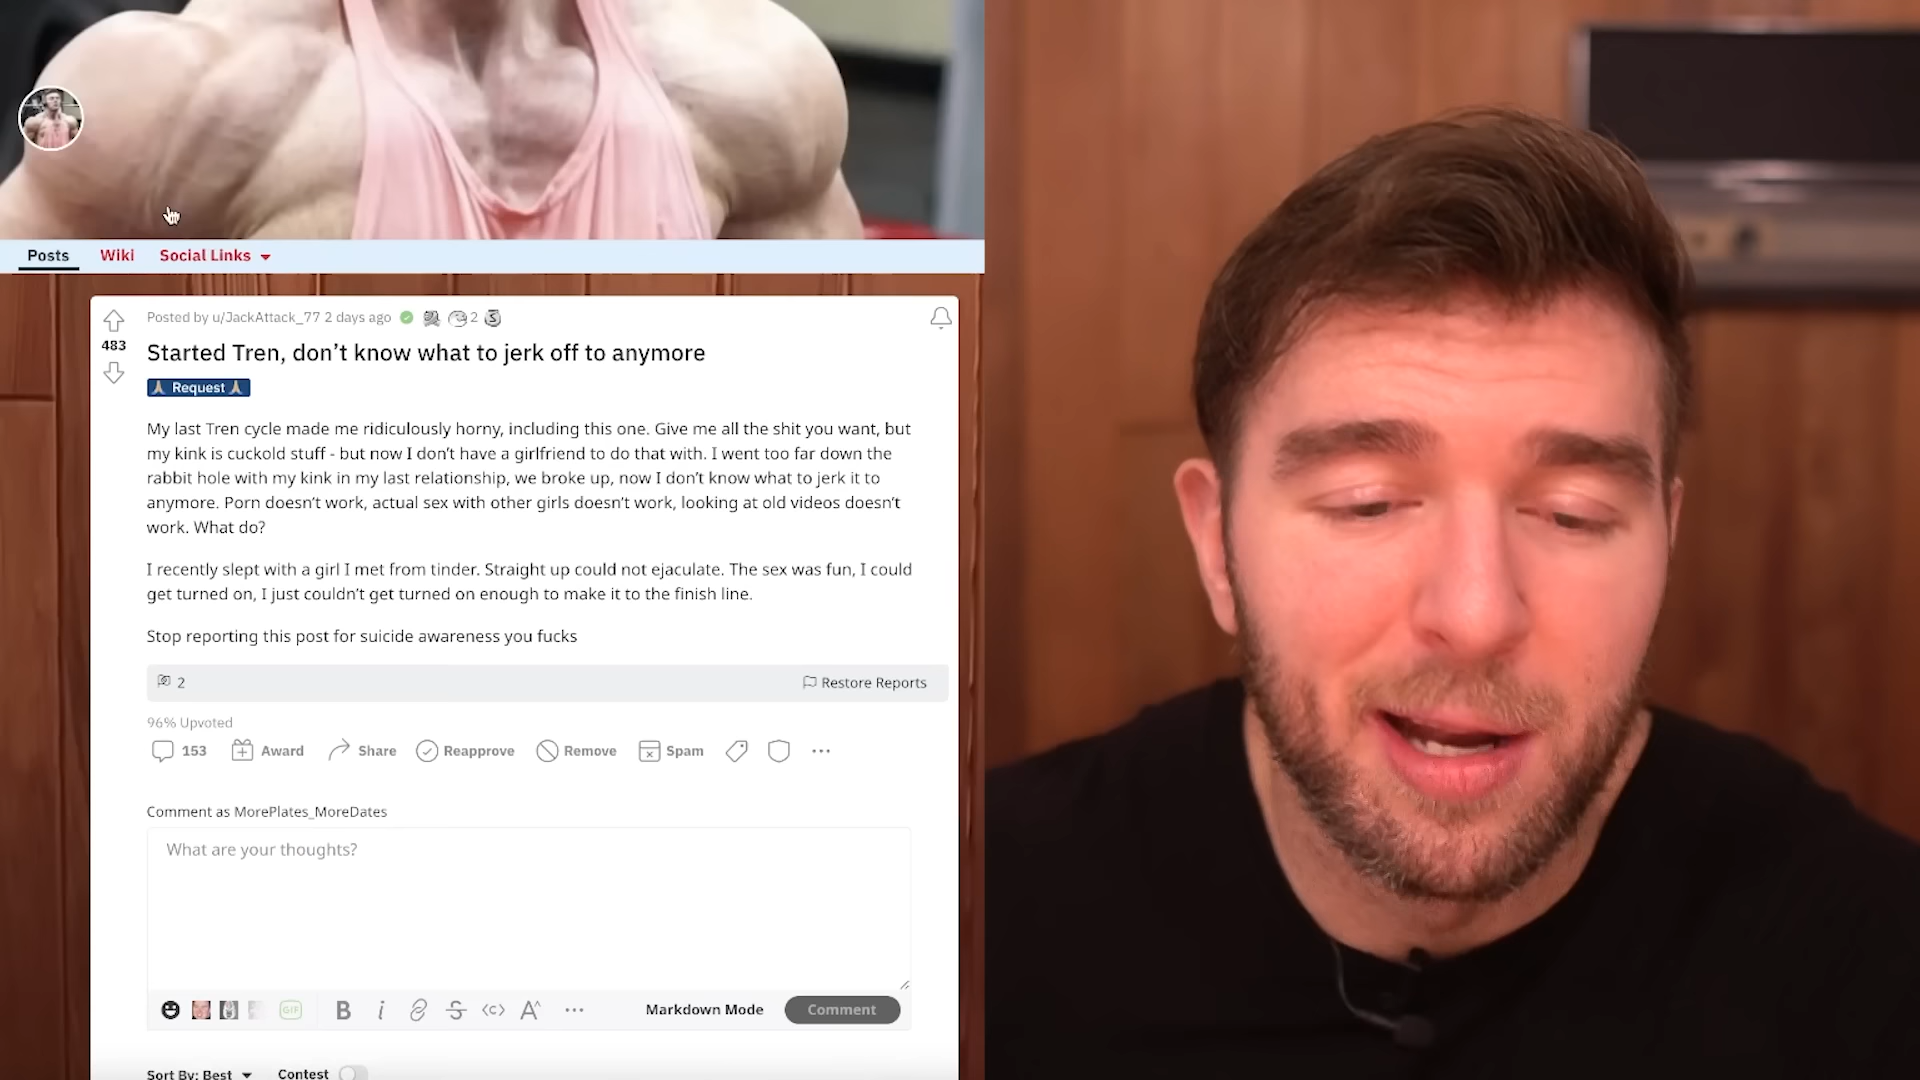 Posts Wiki Social Links
Posted by u/JackAttack_77 2 days ago 2
483
Started Tren, don’t know what to jerk off to anymore
Request
My last Tren cycle made me ridiculously horny, including this one. Give me all the shit you want, but
my kink is cuckold stuff - but now I don’t have a girlfriend to do that with. I went too far down the
rabbit hole with my kink in my last relationship, we broke up, now I don’t know what to jerk it to
anymore. Porn doesn’t work, actual sex with other girls doesn’t work, looking at old videos doesn’t
work. What do?
I recently slept with a girl I met from tinder. Straight up could not ejaculate. The sex was fun, I could
get turned on, I just couldn’t get turned on enough to make it to the finish line.
Stop reporting this post for suicide awareness you fucks
2 Restore Reports
96% Upvoted
153 Award Share Reapprove Remove Spam
Comment as MorePlates_MoreDates
What are your thoughts?
GIF B i S <c> A^ Markdown Mode Comment
Sort By: Best Contest